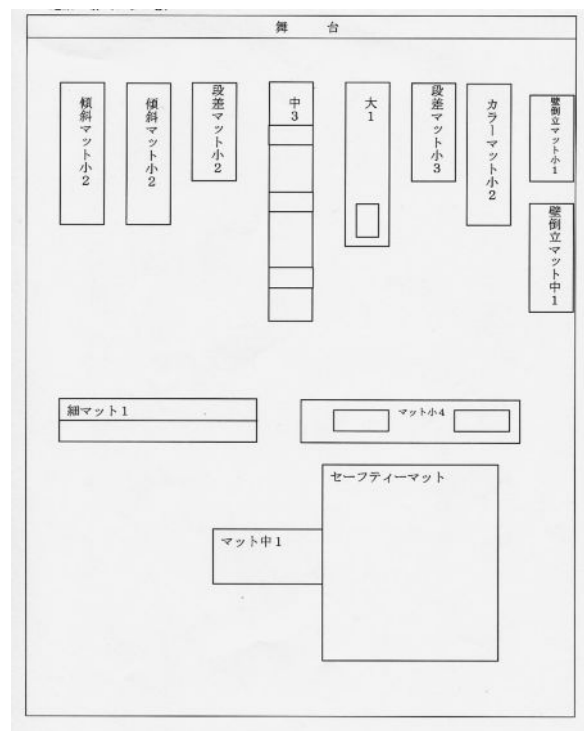 舞台
傾斜マット小2
傾斜マット小2
段差マット小2
中3
大1
段差マット小3
カラーマット小2
壁倒立マット小1
壁倒立マット中1
細マット1
マット小4
セーフティーマット
マット中1